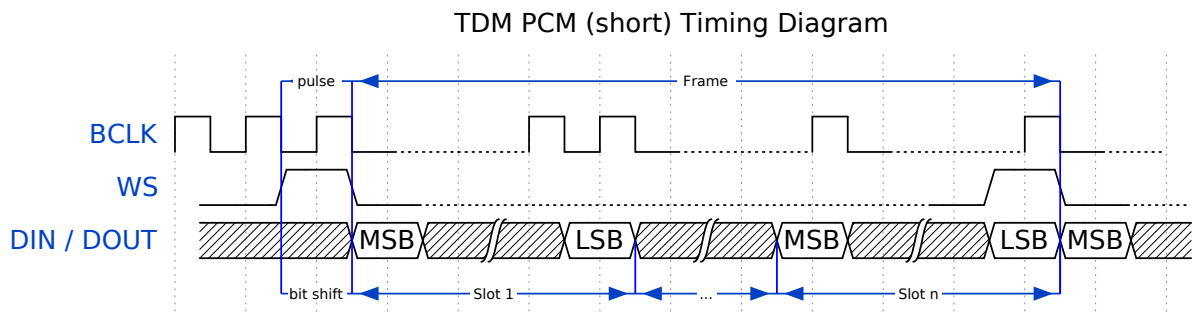 TDM PCM (short) Timing Diagram
pulse
Frame
BCLK
WS
DIN / DOUT
MSB
LSB
MSB
LSB
MSB
bit shift
Slot 1
...
Slot n